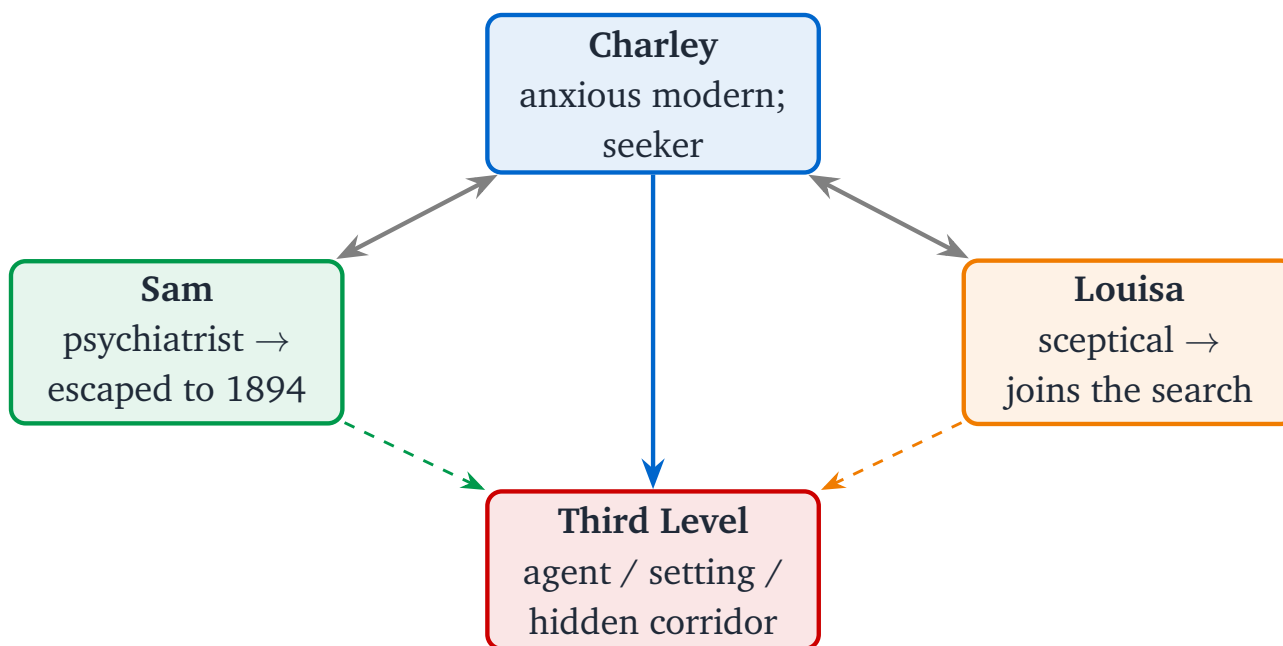 Charley
anxious modern;
seeker
Sam
psychiatrist →
escaped to 1894
Louisa
sceptical →
joins the search
Third Level
agent / setting /
hidden corridor